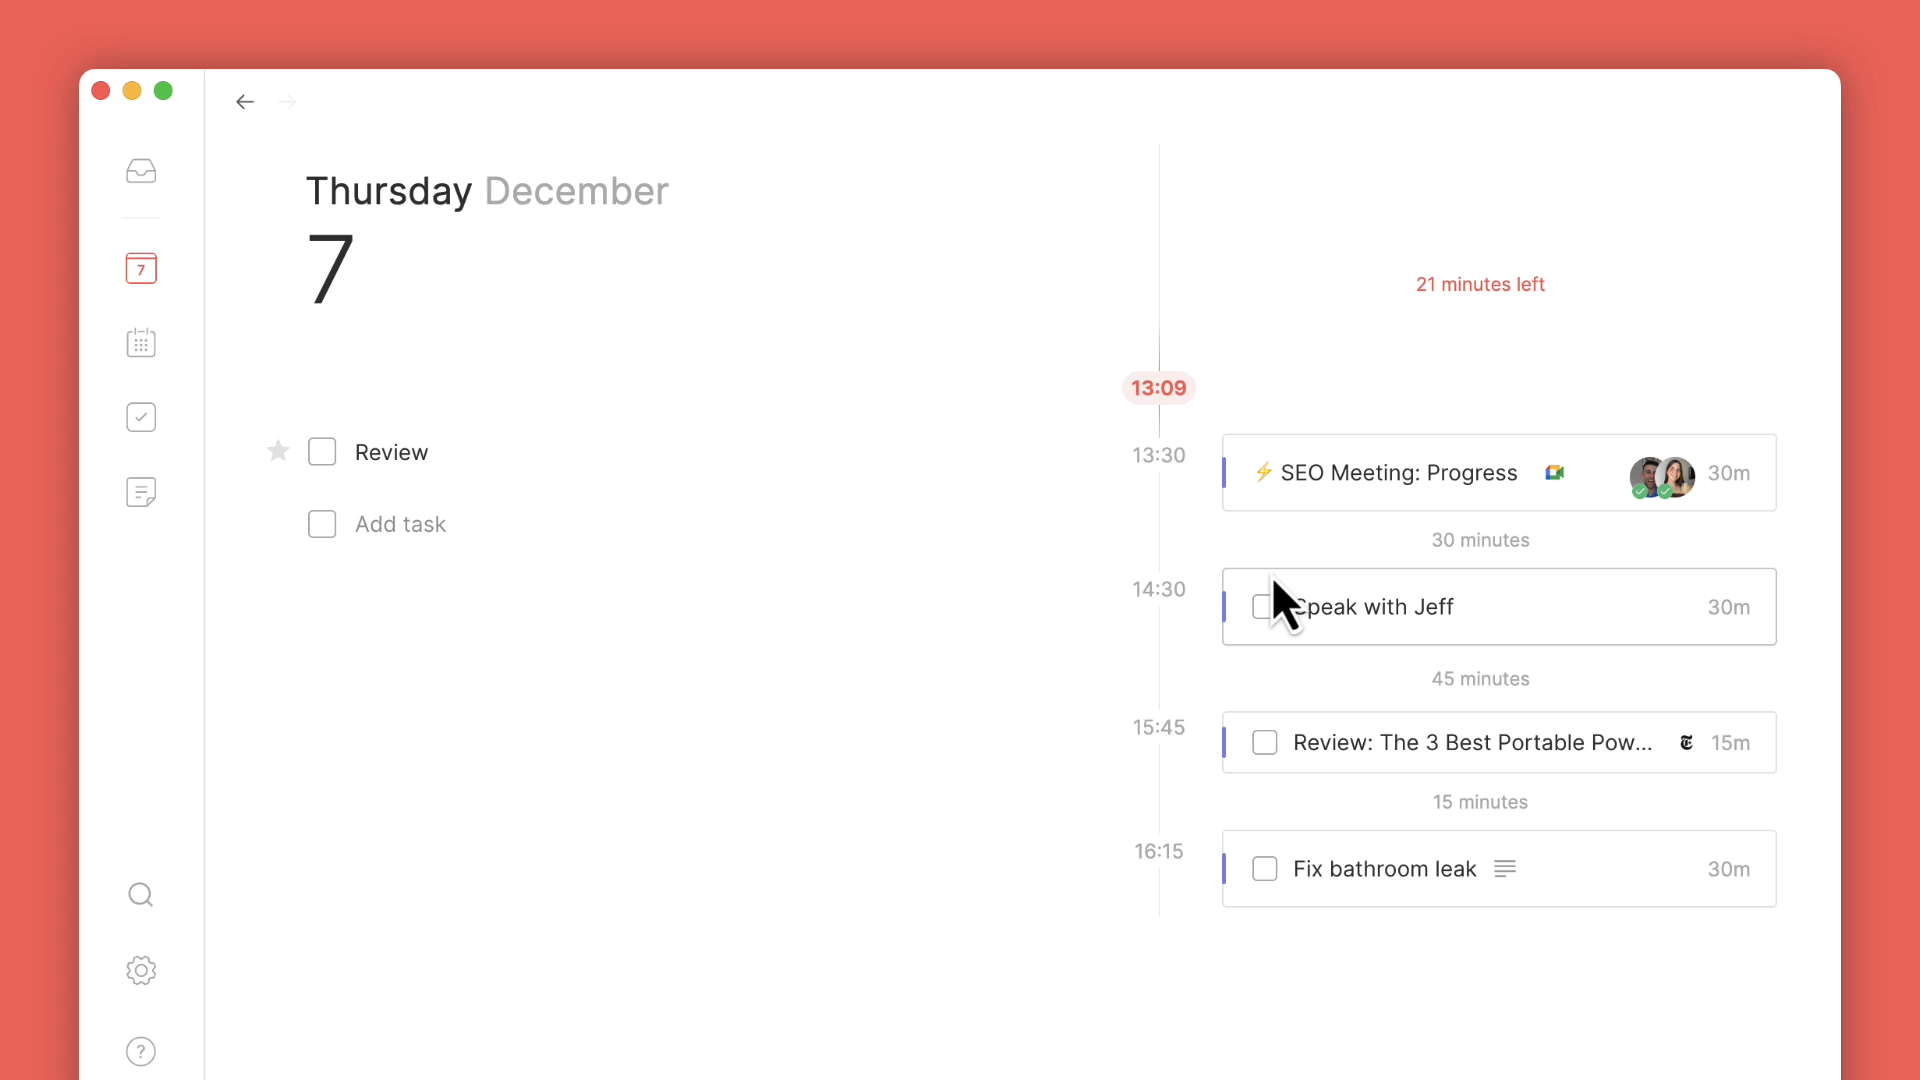 Thursday December
7
7
21 minutes left
13:09
Review
Add task
13:30
⚡ SEO Meeting: Progress
30m
30 minutes
14:30
Speak with Jeff
30m
45 minutes
15:45
Review: The 3 Best Portable Pow...
15m
15 minutes
16:15
Fix bathroom leak
30m
?